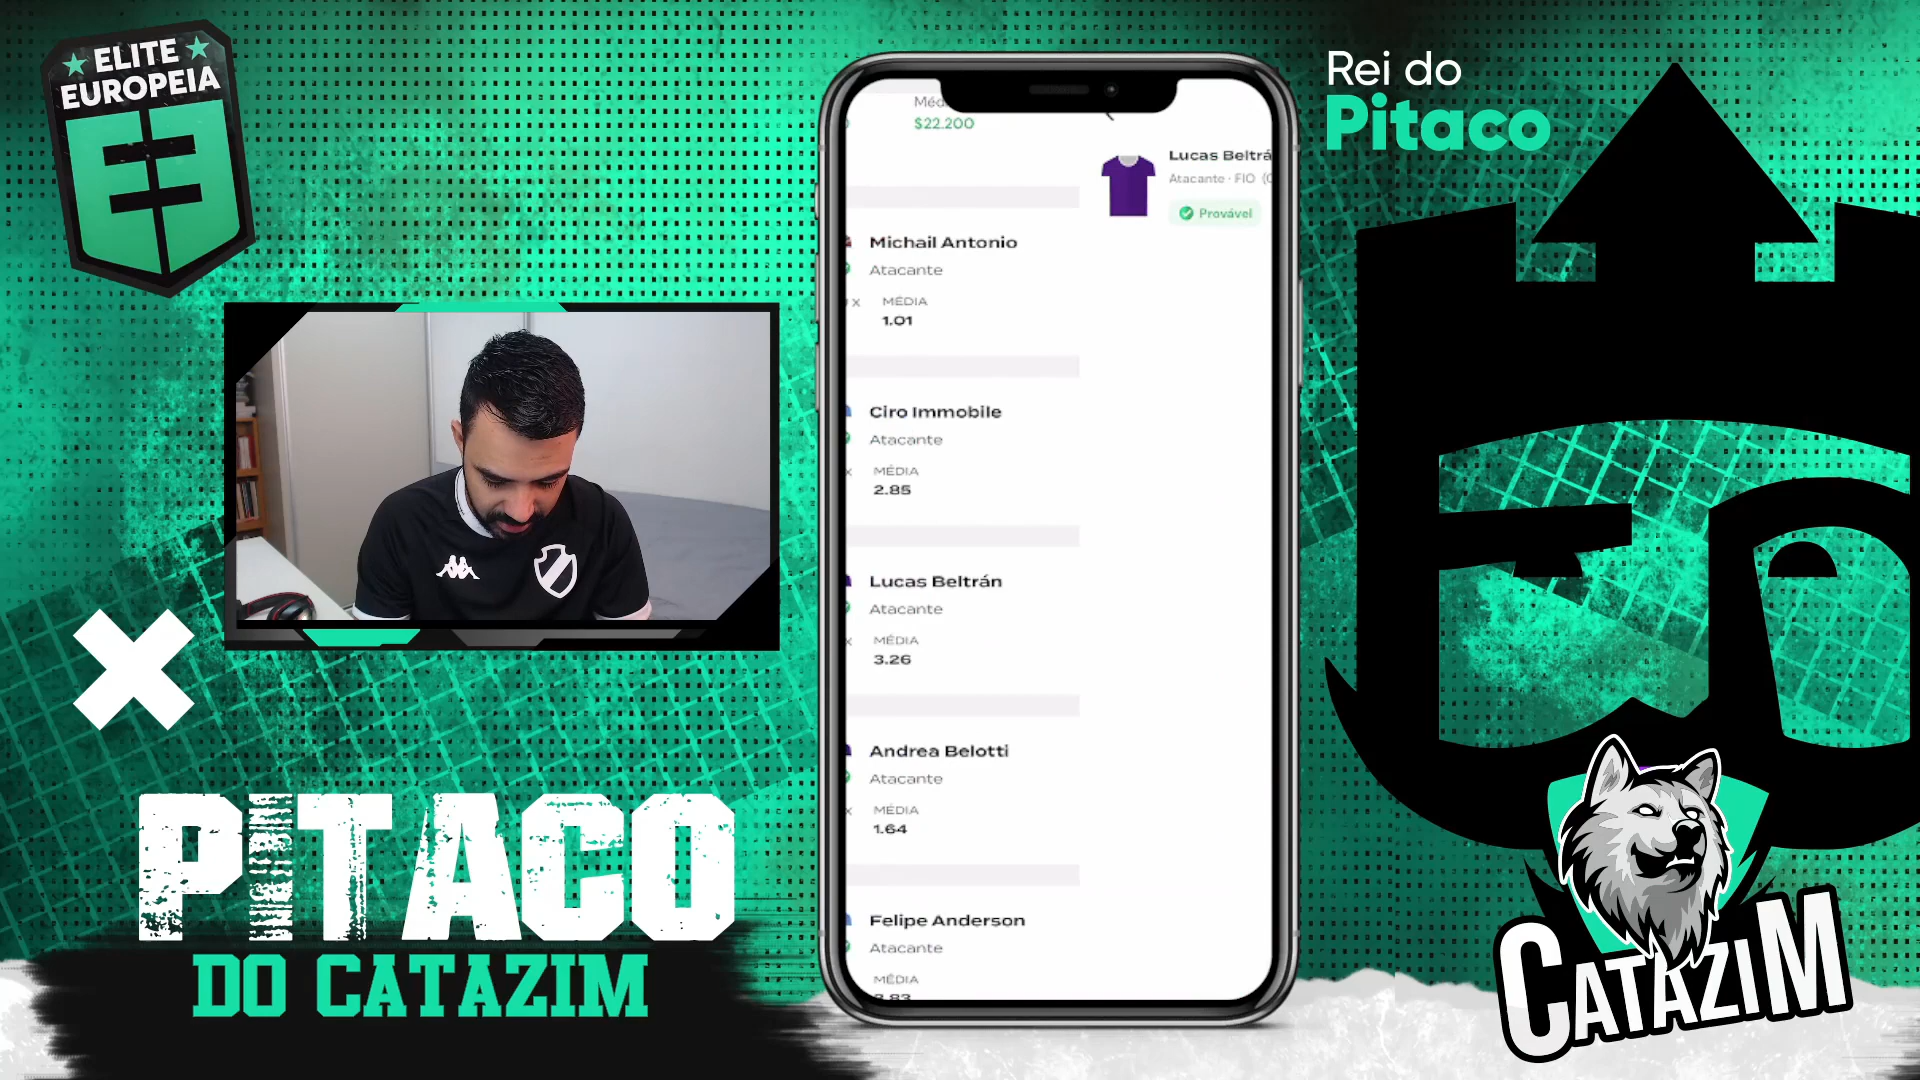 ELITE
EUROPEIA
Rei do
Pitaco
$22.200
Lucas Beltrá
Atacante · FIO
Provável
Michail Antonio
Atacante
x
MÉDIA
1.01
Ciro Immobile
Atacante
x
MÉDIA
2.85
Lucas Beltrán
Atacante
x
MÉDIA
3.26
Andrea Belotti
Atacante
x
MÉDIA
1.64
Felipe Anderson
Atacante
MÉDIA
PITACO
DO CATAZIM
CATAZIM